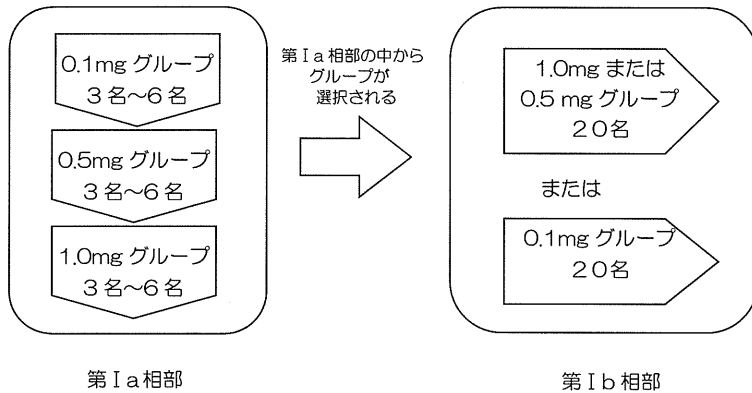 0.1mg グループ
3名～6名
0.5mg グループ
3名～6名
1.0mg グループ
3名～6名
第Ⅰa相部
第Ⅰa相部の中から
グループが
選択される
1.0mg または
0.5 mg グループ
20名
または
0.1mg グループ
20名
第Ⅰb相部